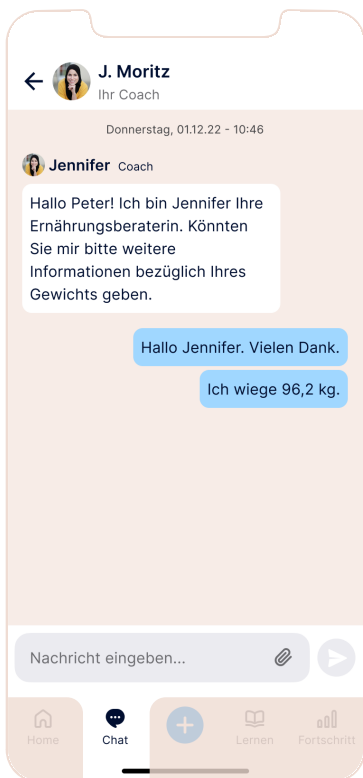 J. Moritz
Ihr Coach
Donnerstag, 01.12.22 - 10:46
Jennifer Coach
Hallo Peter! Ich bin Jennifer Ihre
Ernährungsberaterin. Könnten
Sie mir bitte weitere
Informationen bezüglich Ihres
Gewichts geben.
Hallo Jennifer. Vielen Dank.
Ich wiege 96,2 kg.
Nachricht eingeben...
Home
Chat
Lernen
Fortschritt